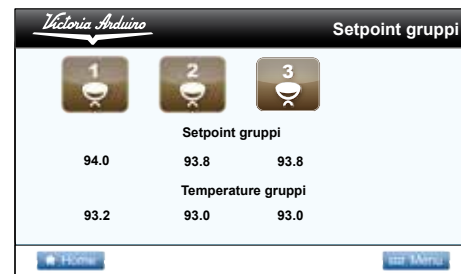 Victoria Arduino
Setpoint gruppi
1 2 3
Setpoint gruppi
94.0 93.8 93.8
Temperature gruppi
93.2 93.0 93.0
Home Menu